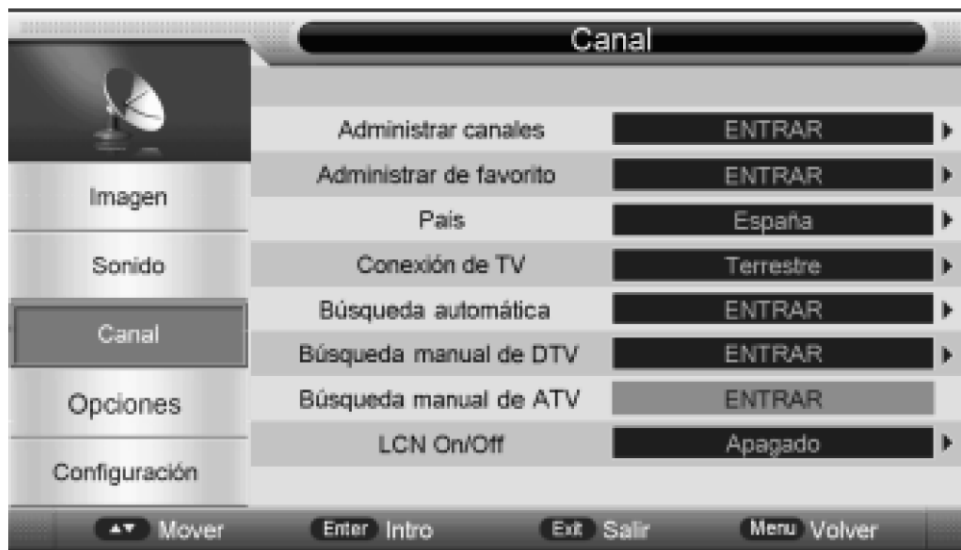 Canal
Imagen
Sonido
Canal
Opciones
Configuración
Administrar canales ENTRAR
Administrar de favorito ENTRAR
Pais España
Conexión de TV Terrestre
Búsqueda automática ENTRAR
Búsqueda manual de DTV ENTRAR
Búsqueda manual de ATV ENTRAR
LCN On/Off Apagado
Mover Enter Intro Exit Salir Menu Volver